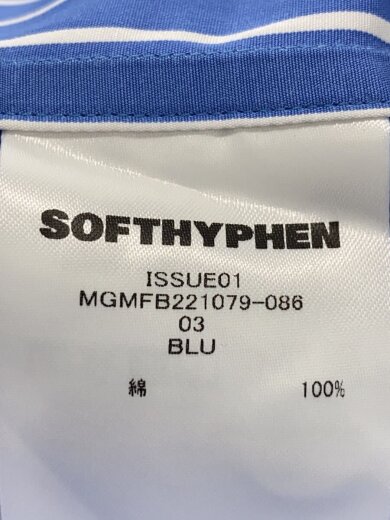 SOFTHYPHEN
ISSUE01
MGMFB221079-086
03
BLU
綿 100%